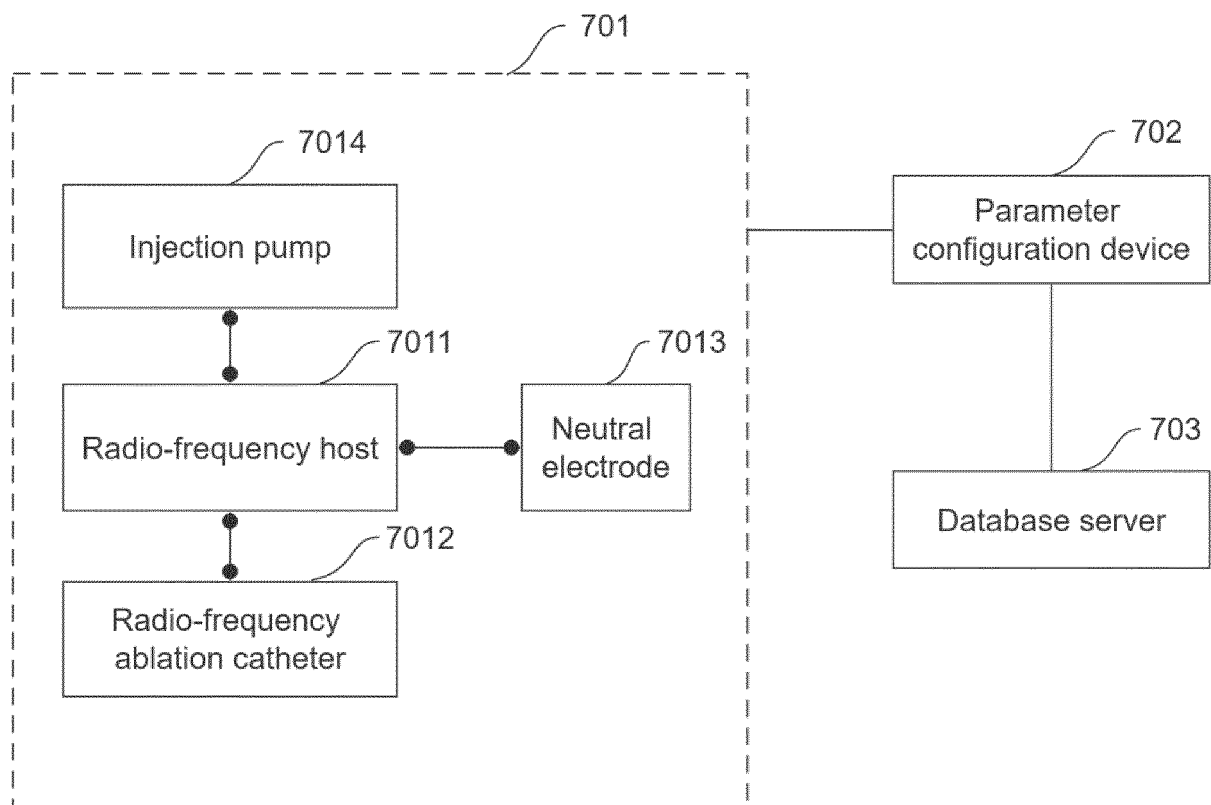 701
7014
702
Injection pump
Parameter
configuration device
7011
7013
Radio-frequency host
Neutral
electrode
703
Database server
7012
Radio-frequency
ablation catheter